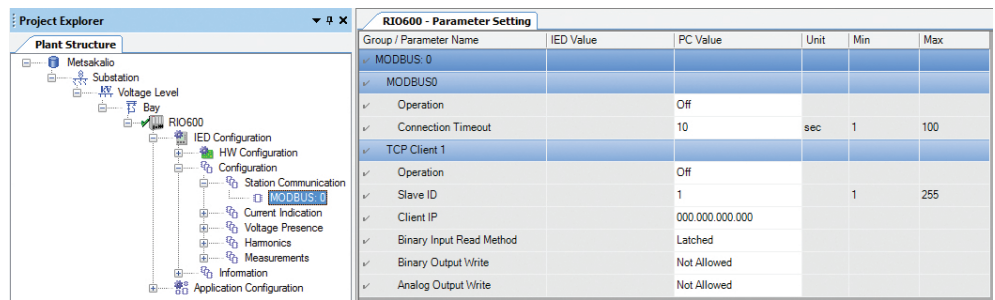 Project Explorer
Plant Structure
Metsakalio
Substation
Voltage Level
Bay
RIO600
IED Configuration
HW Configuration
Configuration
Station Communication
MODBUS: 0
Current Indication
Voltage Presence
Harmonics
Measurements
Information
Application Configuration
RIO600 - Parameter Setting
Group / Parameter Name IED Value PC Value Unit Min Max
MODBUS: 0
MODBUS0
Operation Off
Connection Timeout 10 sec 1 100
TCP Client 1
Operation Off
Slave ID 1 1 255
Client IP 000.000.000.000
Binary Input Read Method Latched
Binary Output Write Not Allowed
Analog Output Write Not Allowed